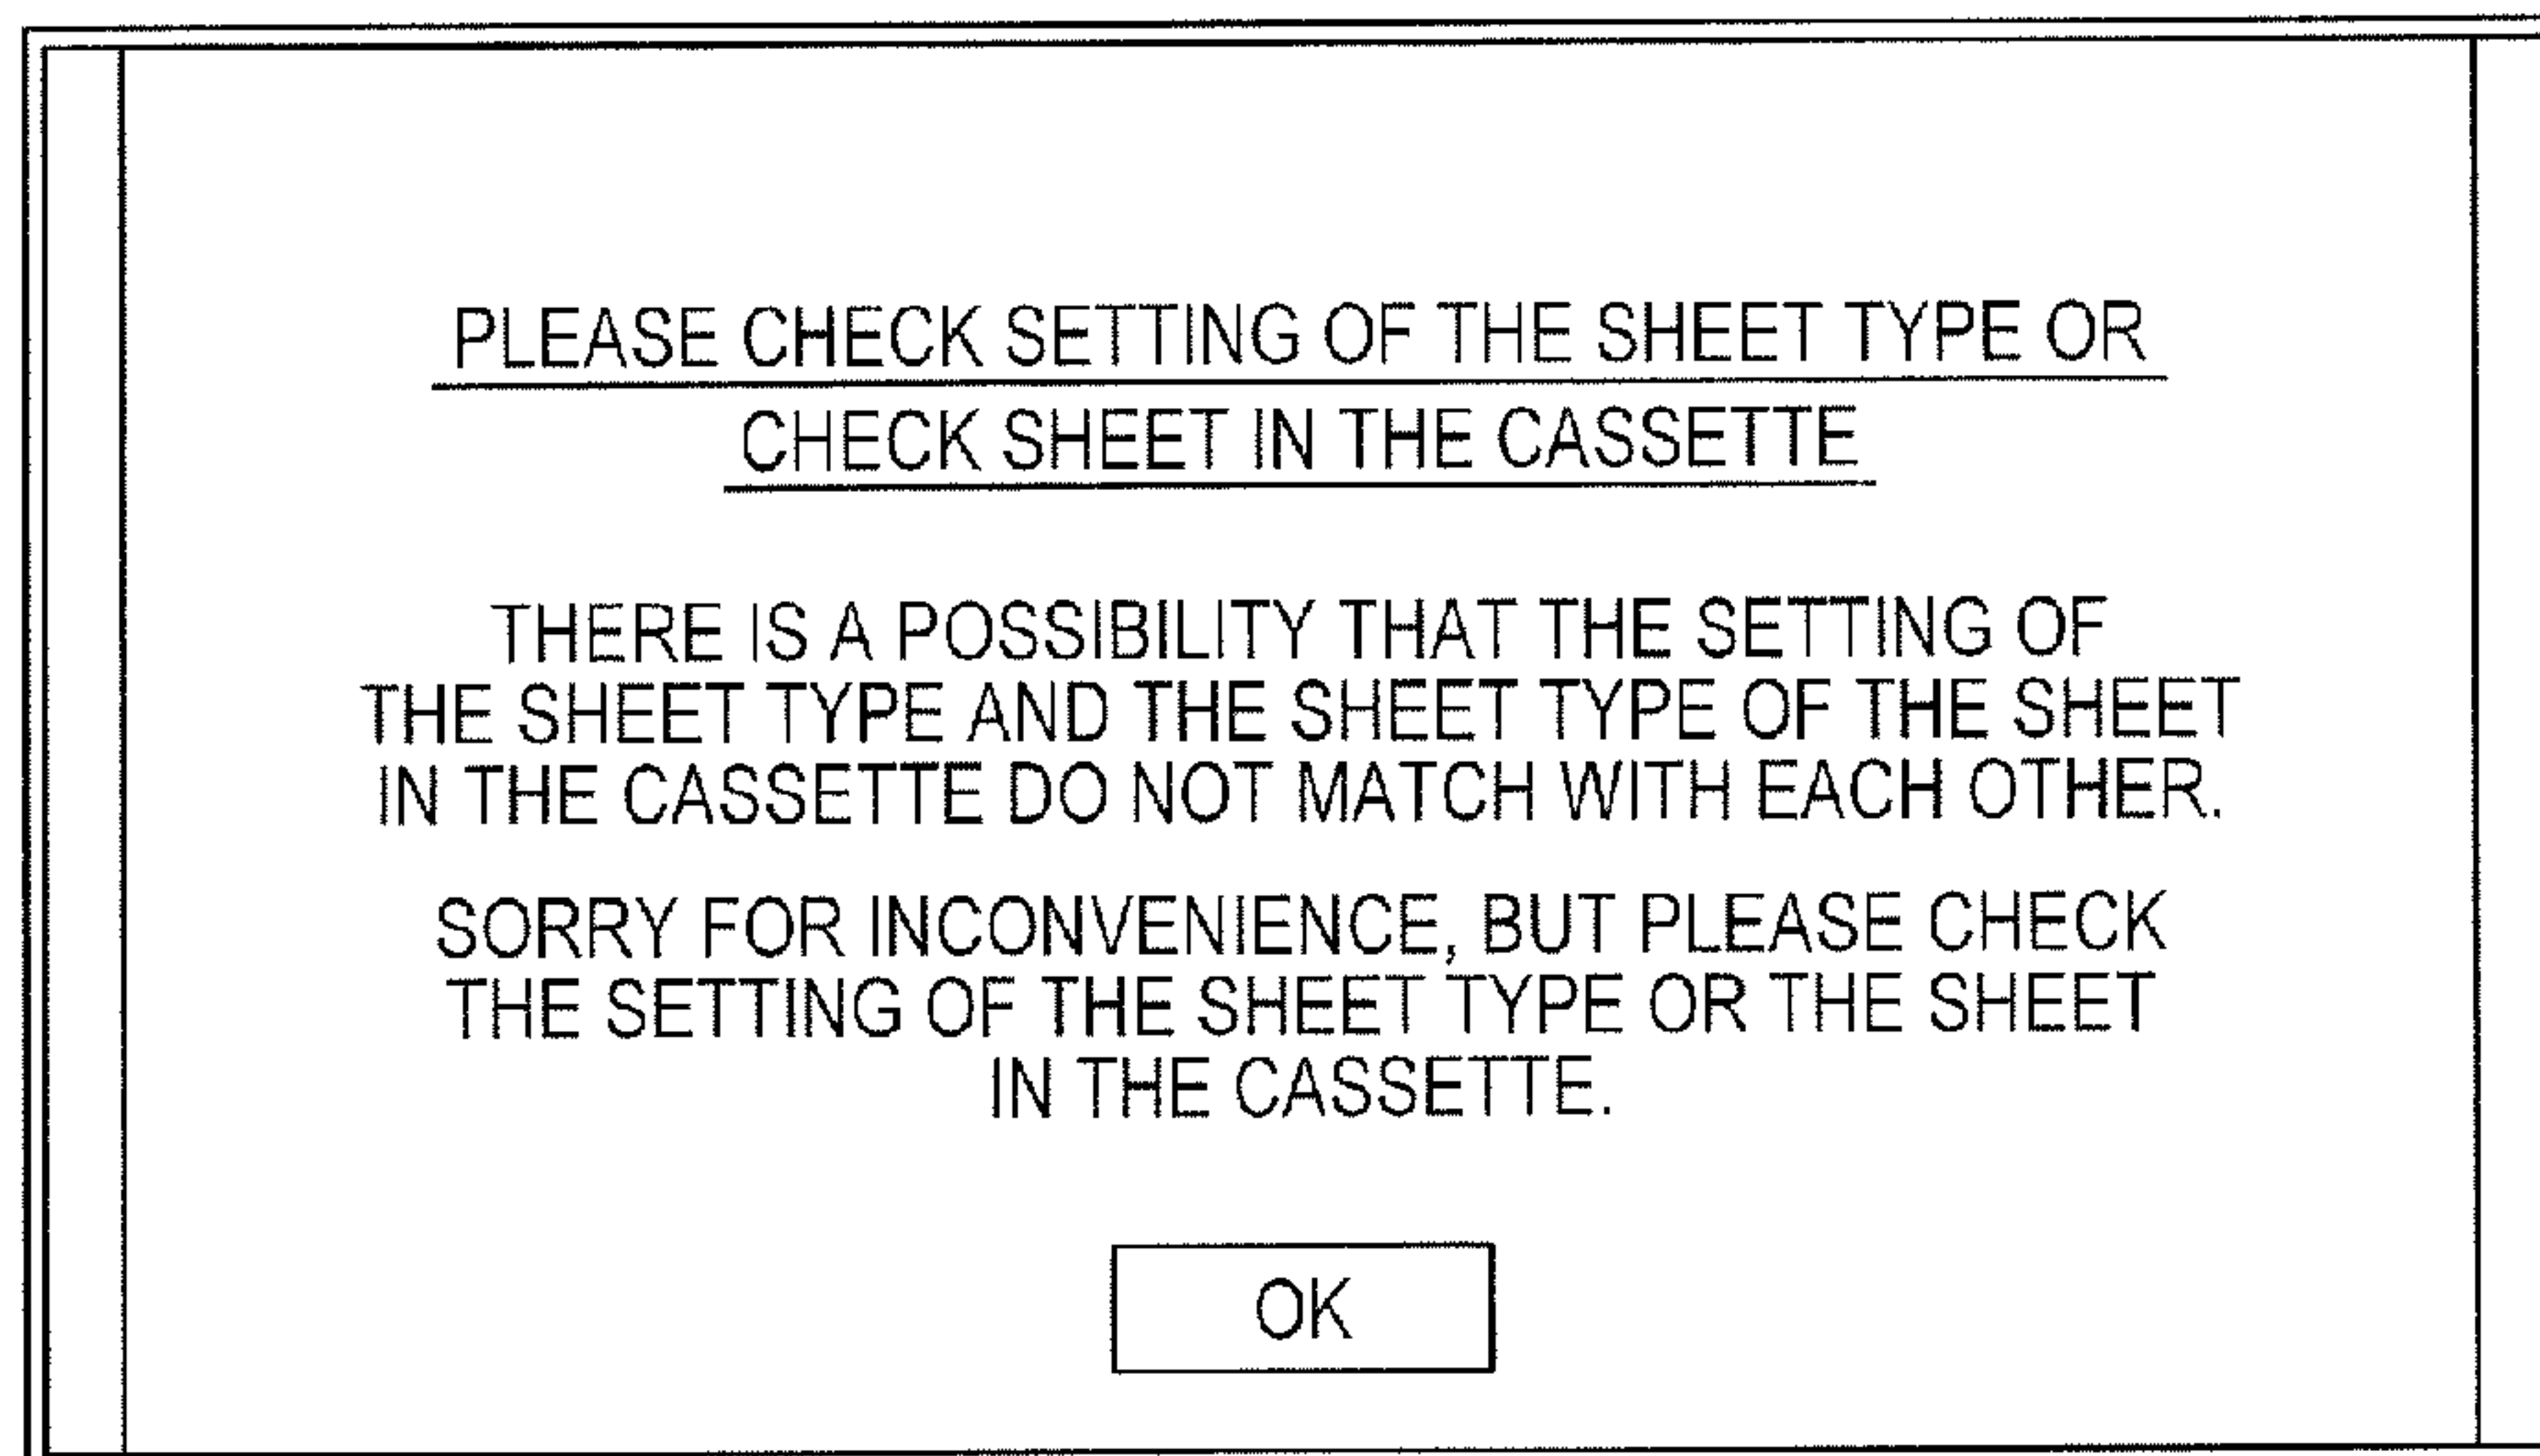 PLEASE CHECK SETTING OF THE SHEET TYPE OR
CHECK SHEET IN THE CASSETTE
THERE IS A POSSIBILITY THAT THE SETTING OF
THE SHEET TYPE AND THE SHEET TYPE OF THE SHEET
IN THE CASSETTE DO NOT MATCH WITH EACH OTHER.
SORRY FOR INCONVENIENCE, BUT PLEASE CHECK
THE SETTING OF THE SHEET TYPE OR THE SHEET
IN THE CASSETTE.
OK